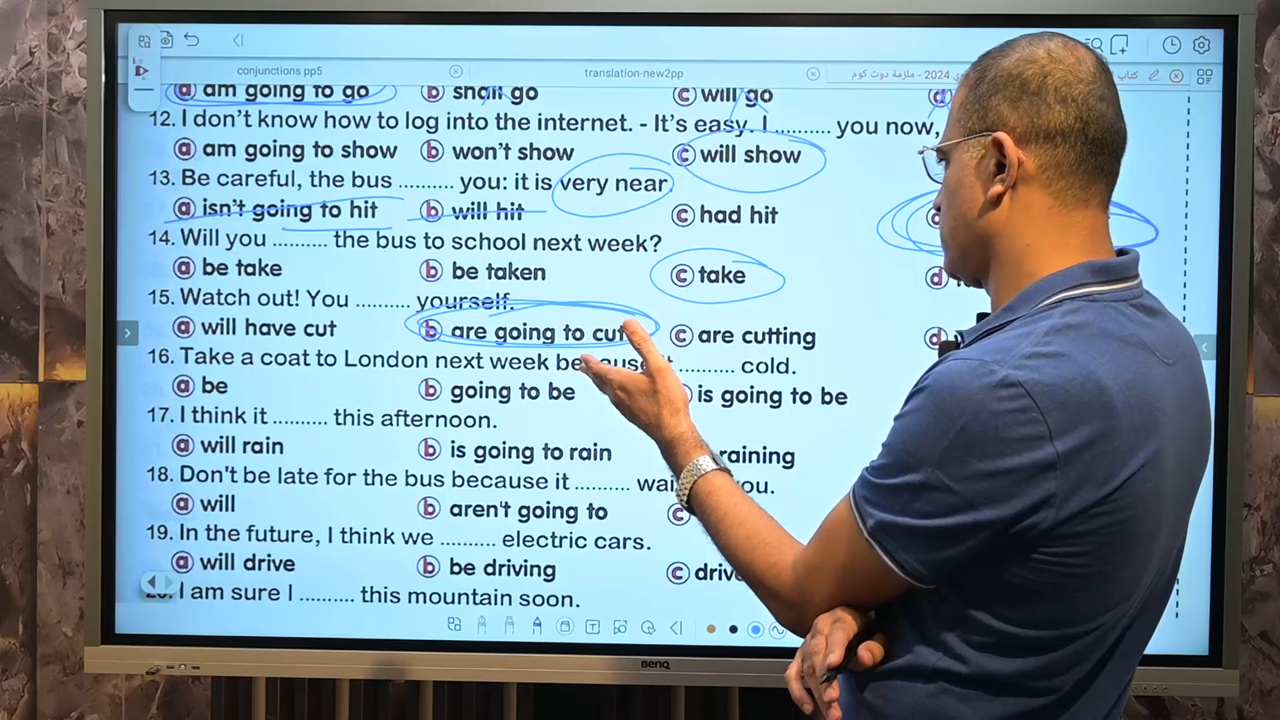 conjunctions pp5
translation-new2pp
كتاب
2024 - ملزمة دوت كوم
a am going to go b shall go c will go d
12. I don't know how to log into the internet. - It's easy. I .......... you now,
a am going to show b won't show c will show
13. Be careful, the bus .......... you: it is very near
a isn't going to hit b will hit c had hit
14. Will you .......... the bus to school next week?
a be take b be taken c take d
15. Watch out! You .......... yourself.
a will have cut b are going to cut c are cutting d
16. Take a coat to London next week because it .......... cold.
a be b going to be is going to be
17. I think it .......... this afternoon.
a will rain b is going to rain raining
18. Don't be late for the bus because it .......... you.
a will b aren't going to c
19. In the future, I think we .......... electric cars.
a will drive b be driving c
20. I am sure I .......... this mountain soon.
BENQ